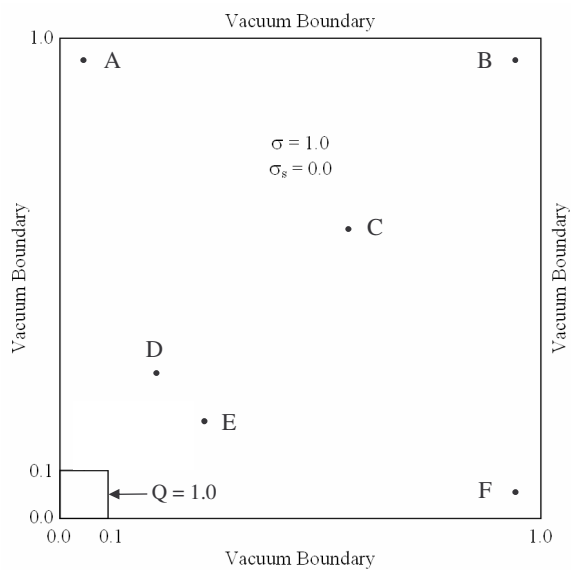 Vacuum Boundary
1.0
A
B
σ = 1.0
σs = 0.0
C
Vacuum Boundary
Vacuum Boundary
D
E
0.1
Q = 1.0
F
0.0
0.0
0.1
1.0
Vacuum Boundary